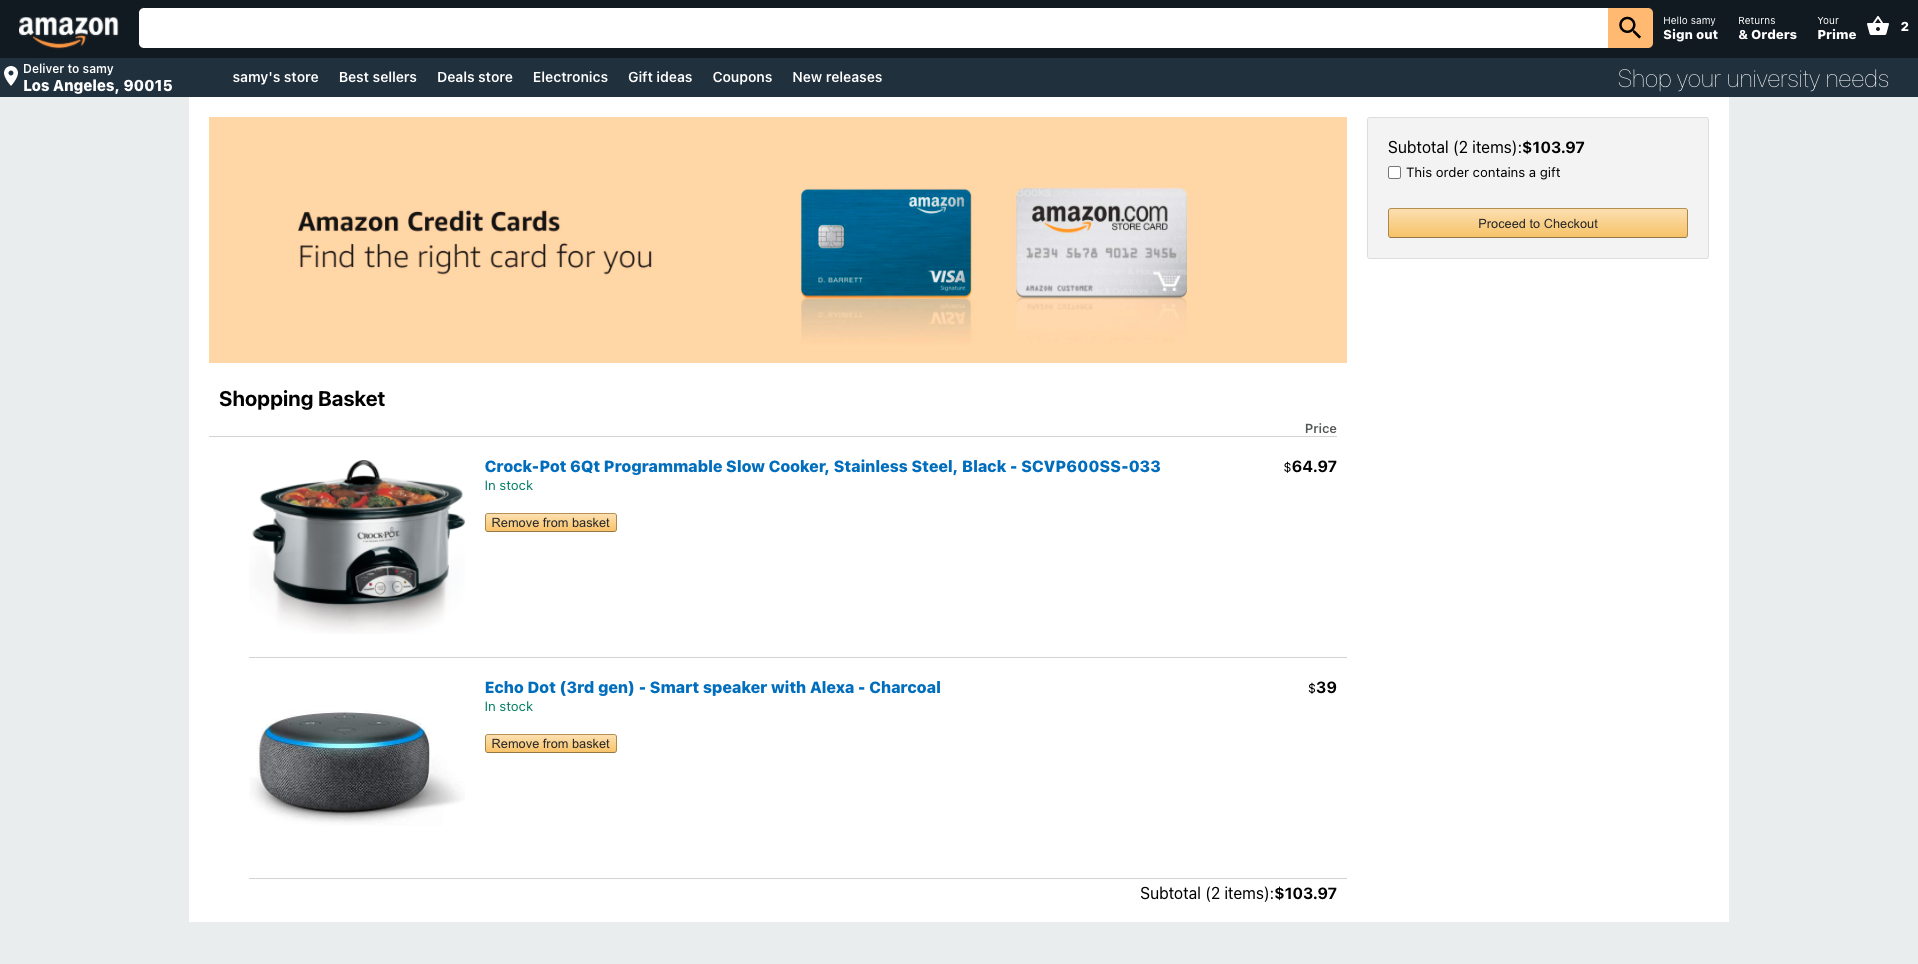 amazon
Hello samy
Sign out
Returns
& Orders
Your
Prime
2
Deliver to samy
Los Angeles, 90015
samy's store
Best sellers
Deals store
Electronics
Gift ideas
Coupons
New releases
Shop your university needs
Amazon Credit Cards
Find the right card for you
amazon
D. BARRETT
VISA
Signature
amazon.com
STORE CARD
1234 5678 9012 3456
AMAZON CUSTOMER
Subtotal (2 items):$103.97
This order contains a gift
Proceed to Checkout
Shopping Basket
Price
Crock-Pot 6Qt Programmable Slow Cooker, Stainless Steel, Black - SCVP600SS-033
$64.97
In stock
Remove from basket
CROCK-POT
Echo Dot (3rd gen) - Smart speaker with Alexa - Charcoal
$39
In stock
Remove from basket
Subtotal (2 items):$103.97